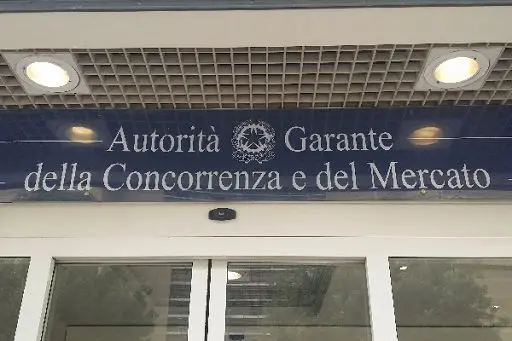 Autorità Garante
della Concorrenza e del Mercato